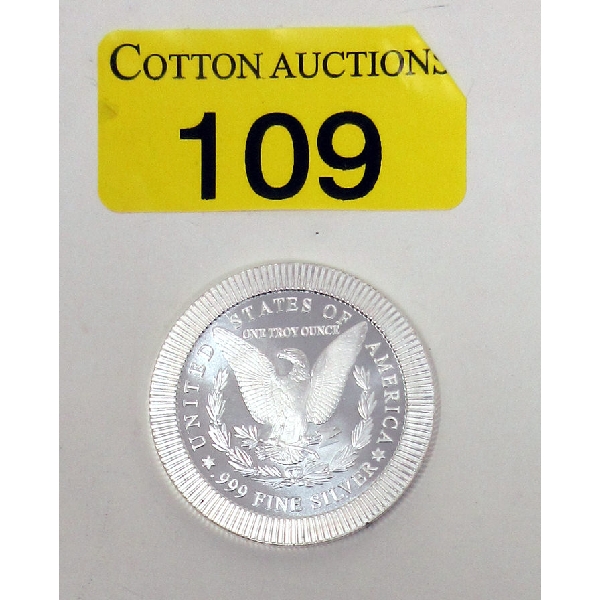 COTTON AUCTIONS
109
UNITED STATES OF AMERICA
ONE TROY OUNCE
.999 FINE SILVER